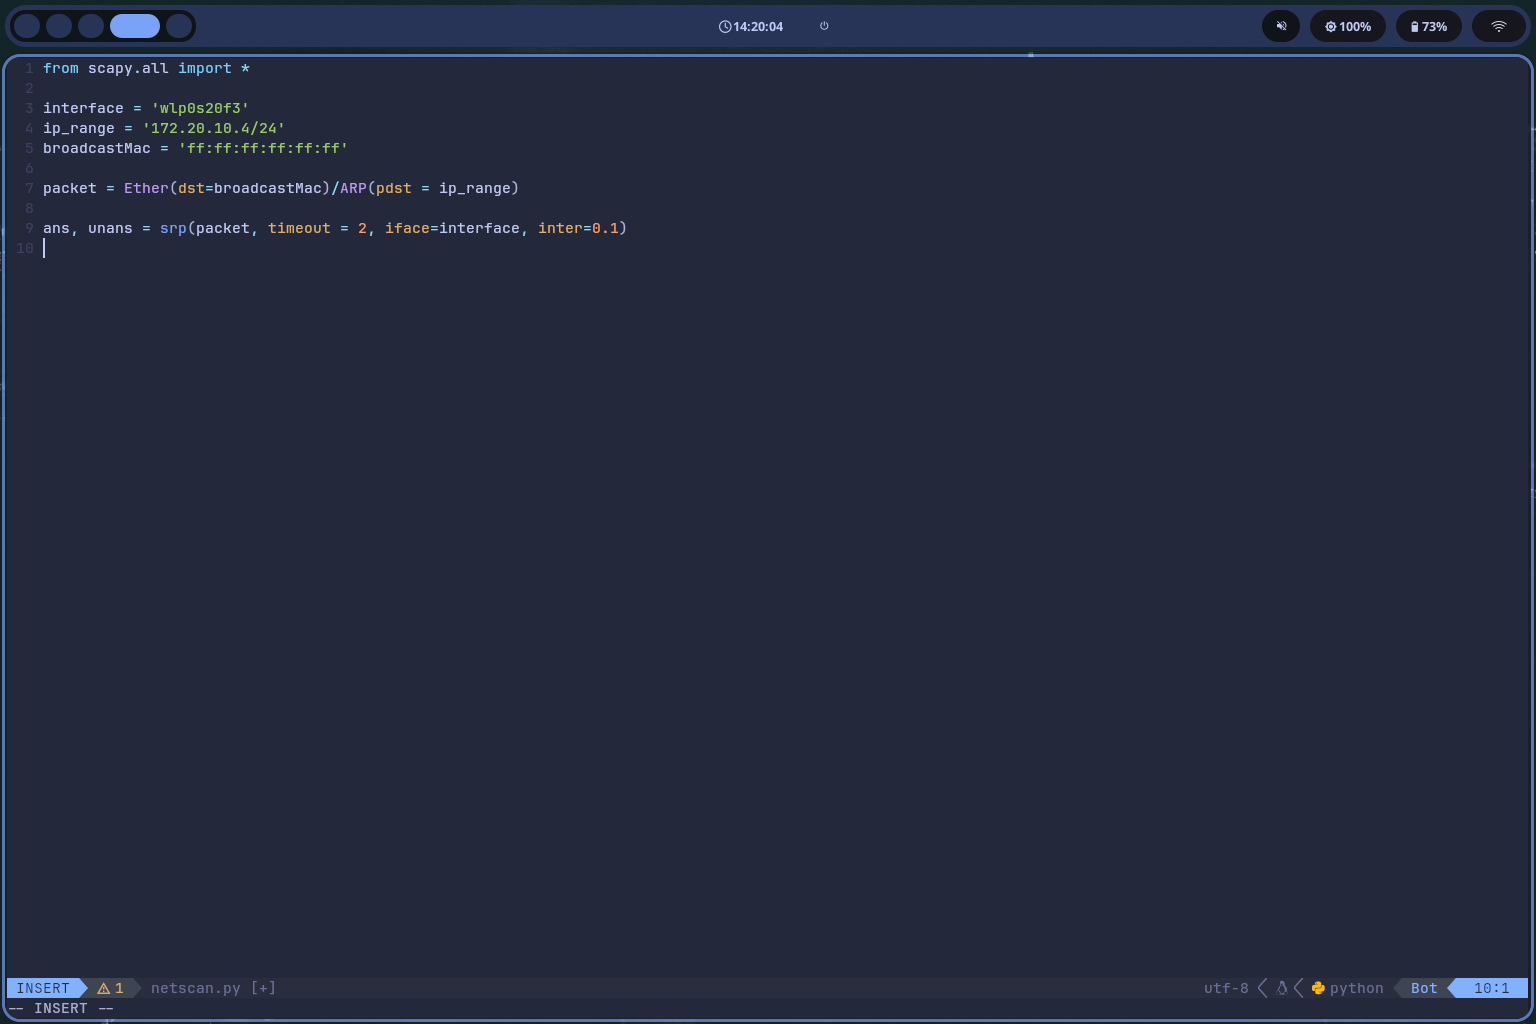 14:20:04
100%
73%
1 from scapy.all import *
2
3 interface = 'wlp0s20f3'
4 ip_range = '172.20.10.4/24'
5 broadcastMac = 'ff:ff:ff:ff:ff:ff'
6
7 packet = Ether(dst=broadcastMac)/ARP(pdst = ip_range)
8
9 ans, unans = srp(packet, timeout = 2, iface=interface, inter=0.1)
10
INSERT 1 netscan.py [+] utf-8 python Bot 10:1
-- INSERT --